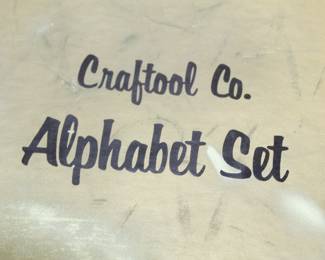 Craftool Co.
Alphabet Set